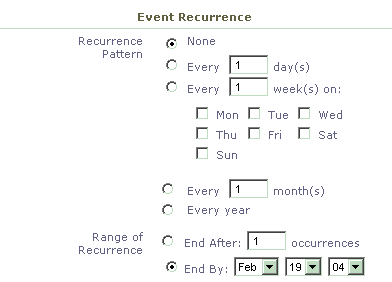 Event Recurrence
Recurrence Pattern
None
Every 1 day(s)
Every 1 week(s) on:
Mon Tue Wed
Thu Fri Sat
Sun
Every 1 month(s)
Every year
Range of Recurrence
End After: 1 occurrences
End By: Feb 19 04